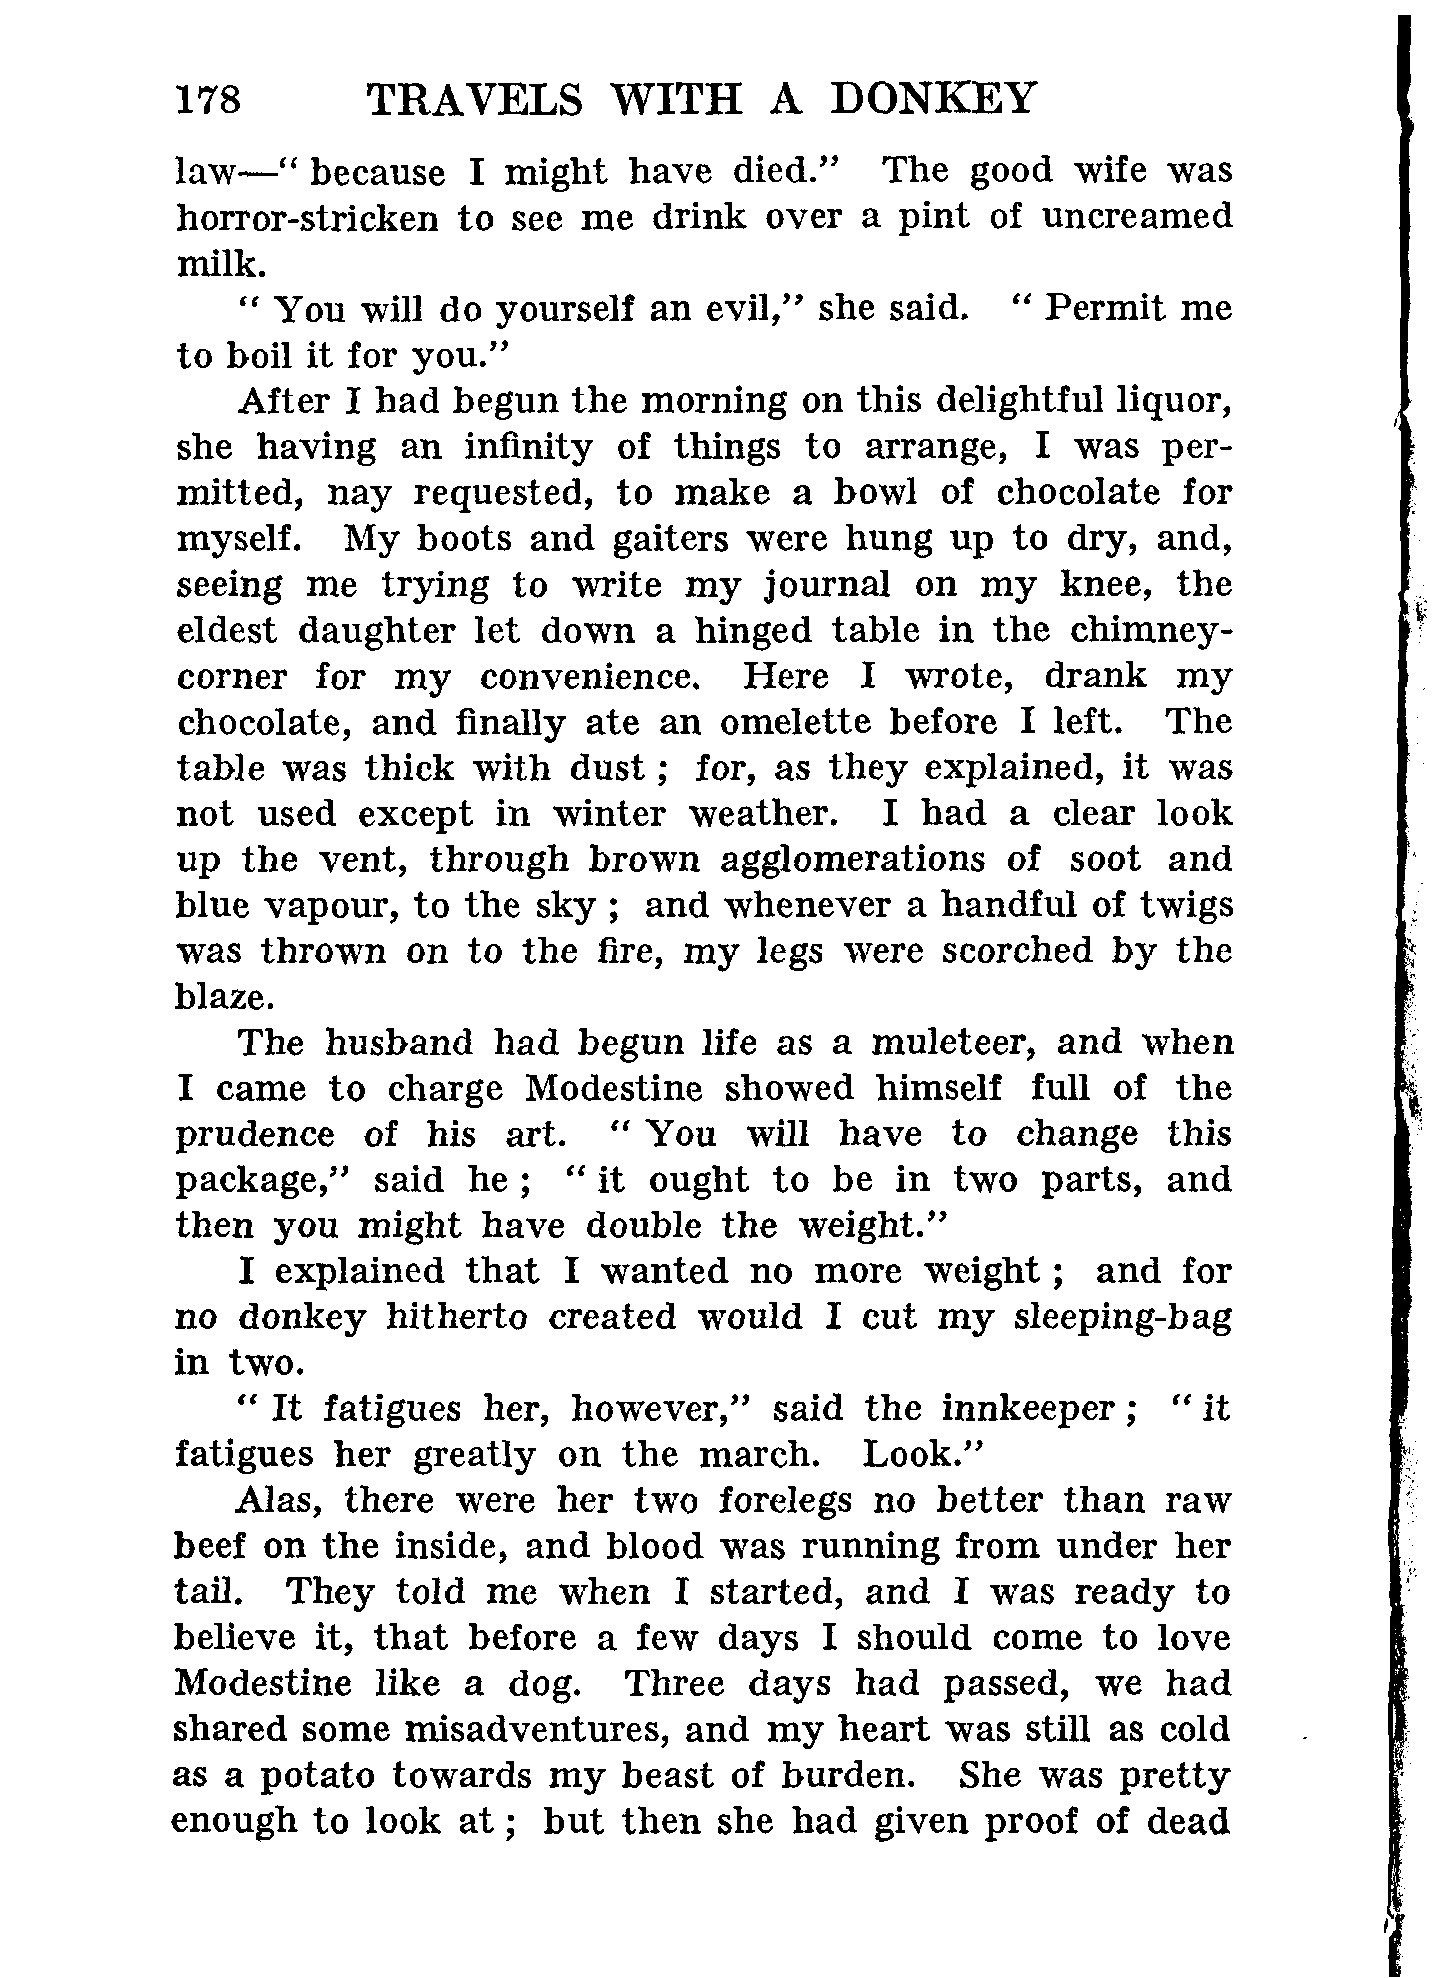 178 TRAVELS WITH A DONKEY
law—“ because I might have died.” The good wife was
horror-stricken to see me drink over a pint of uncreamed
milk.
“ You will do yourself an evil,” she said. “ Permit me
to boil it for you.”
After I had begun the morning on this delightful liquor,
she having an infinity of things to arrange, I was per-
mitted, nay requested, to make a bowl of chocolate for
myself. My boots and gaiters were hung up to dry, and,
seeing me trying to write my journal on my knee, the
eldest daughter let down a hinged table in the chimney-
corner for my convenience. Here I wrote, drank my
chocolate, and finally ate an omelette before I left. The
table was thick with dust ; for, as they explained, it was
not used except in winter weather. I had a clear look
up the vent, through brown agglomerations of soot and
blue vapour, to the sky ; and whenever a handful of twigs
was thrown on to the fire, my legs were scorched by the
blaze.
The husband had begun life as a muleteer, and when
I came to charge Modestine showed himself full of the
prudence of his art. “ You will have to change this
package,” said he ; “ it ought to be in two parts, and
then you might have double the weight.”
I explained that I wanted no more weight ; and for
no donkey hitherto created would I cut my sleeping-bag
in two.
“ It fatigues her, however,” said the innkeeper ; “ it
fatigues her greatly on the march. Look.”
Alas, there were her two forelegs no better than raw
beef on the inside, and blood was running from under her
tail. They told me when I started, and I was ready to
believe it, that before a few days I should come to love
Modestine like a dog. Three days had passed, we had
shared some misadventures, and my heart was still as cold
as a potato towards my beast of burden. She was pretty
enough to look at ; but then she had given proof of dead